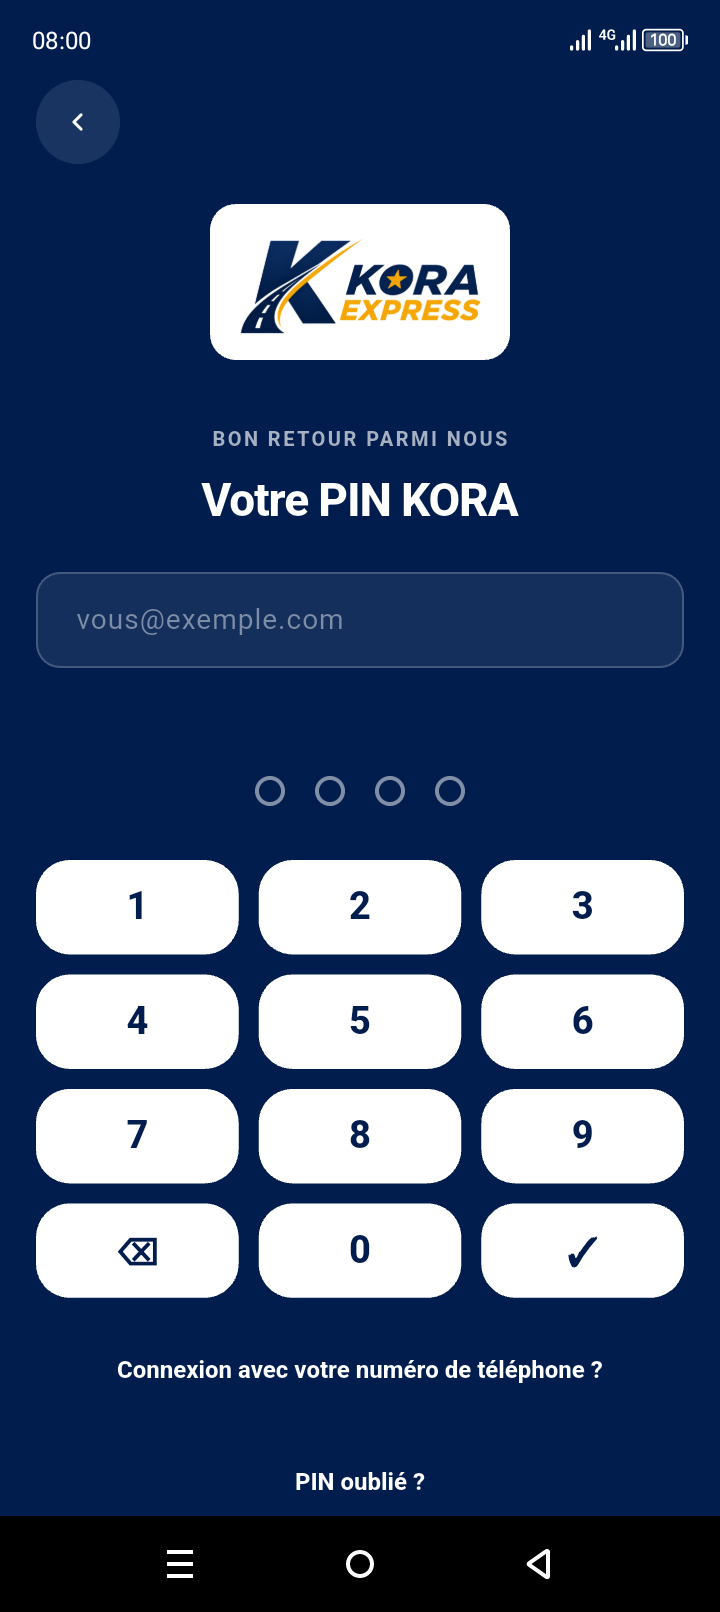 08:00
4G
100
K KORA
EXPRESS
BON RETOUR PARMI NOUS
Votre PIN KORA
vous@exemple.com
1 2 3
4 5 6
7 8 9
0 ✓
Connexion avec votre numéro de téléphone ?
PIN oublié ?